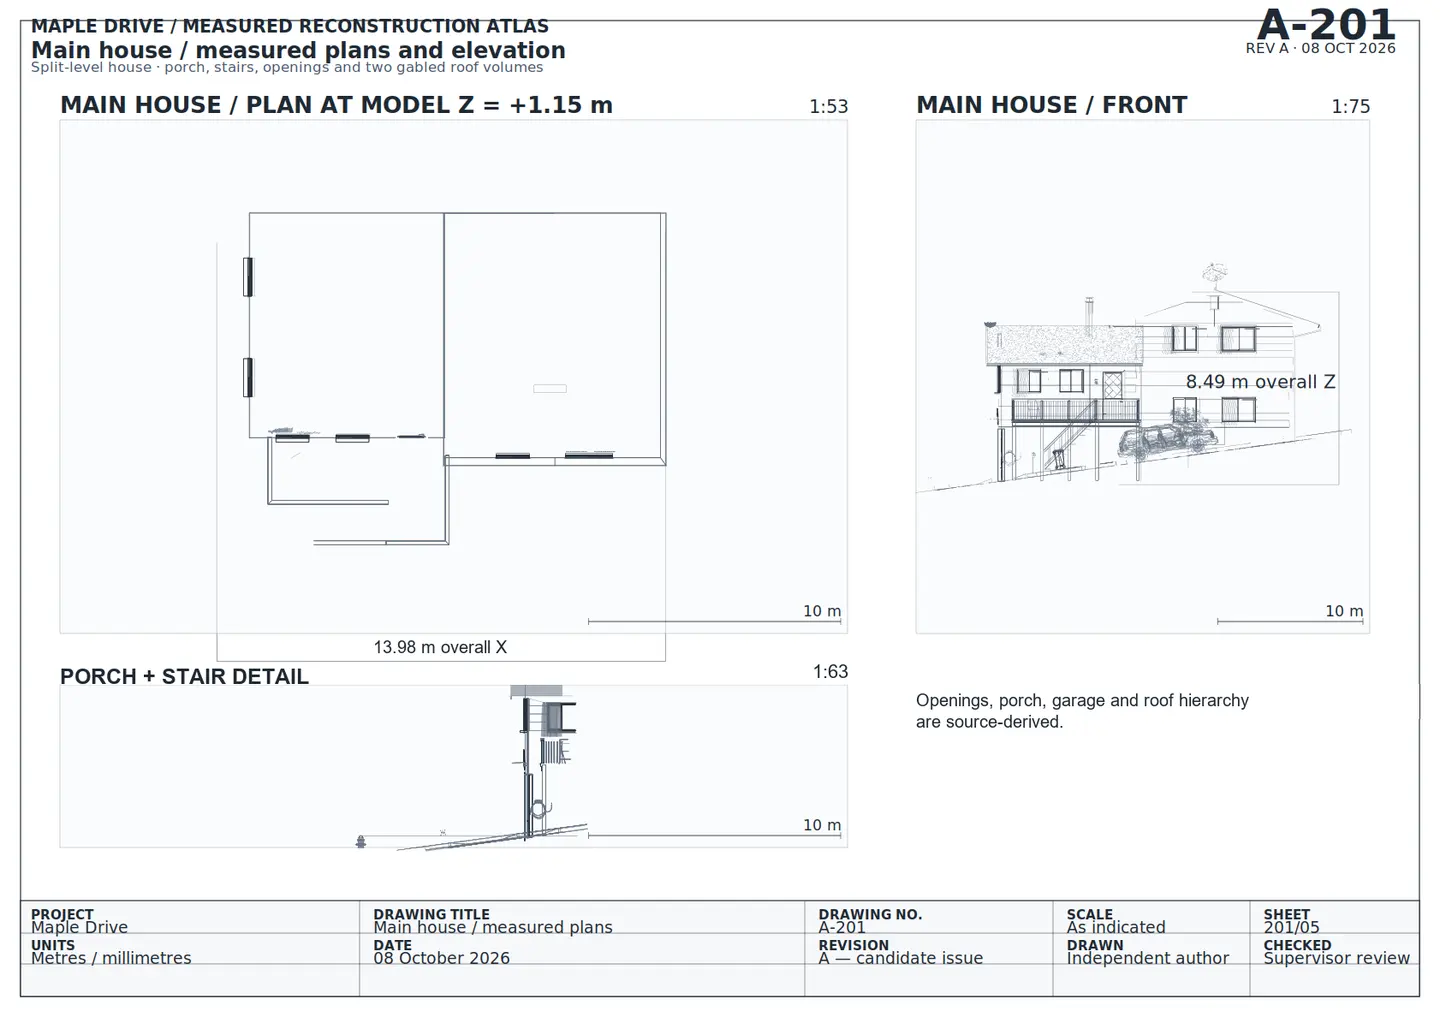 MAPLE DRIVE / MEASURED RECONSTRUCTION ATLAS
Main house / measured plans and elevation
Split-level house · porch, stairs, openings and two gabled roof volumes
A-201
REV A · 08 OCT 2026
MAIN HOUSE / PLAN AT MODEL Z = +1.15 m
1:53
MAIN HOUSE / FRONT
1:75
8.49 m overall Z
10 m
10 m
13.98 m overall X
PORCH + STAIR DETAIL
1:63
Openings, porch, garage and roof hierarchy
are source-derived.
10 m
PROJECT
Maple Drive
DRAWING TITLE
Main house / measured plans
DRAWING NO.
A-201
SCALE
As indicated
SHEET
201/05
UNITS
Metres / millimetres
DATE
08 October 2026
REVISION
A — candidate issue
DRAWN
Independent author
CHECKED
Supervisor review